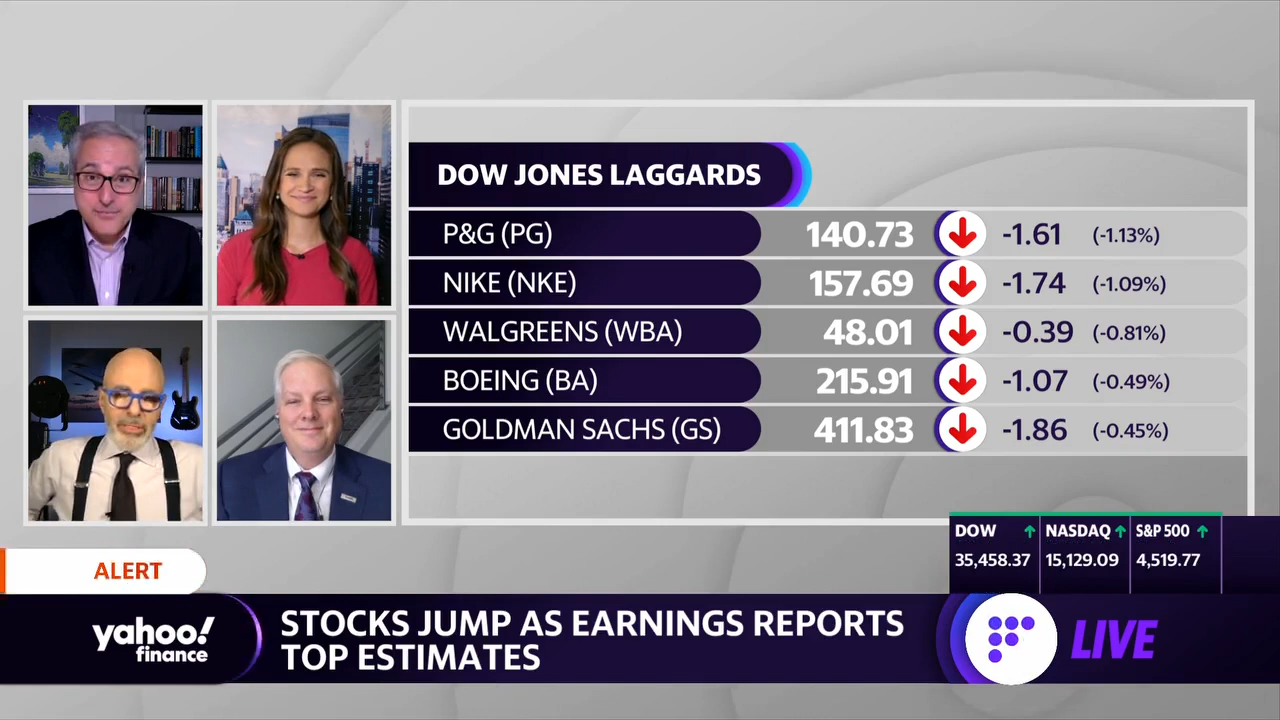 DOW JONES LAGGARDS
P&G (PG) 140.73 -1.61 (-1.13%)
NIKE (NKE) 157.69 -1.74 (-1.09%)
WALGREENS (WBA) 48.01 -0.39 (-0.81%)
BOEING (BA) 215.91 -1.07 (-0.49%)
GOLDMAN SACHS (GS) 411.83 -1.86 (-0.45%)
DOW NASDAQ S&P 500
35,458.37 15,129.09 4,519.77
ALERT
yahoo!
finance
STOCKS JUMP AS EARNINGS REPORTS
TOP ESTIMATES
LIVE